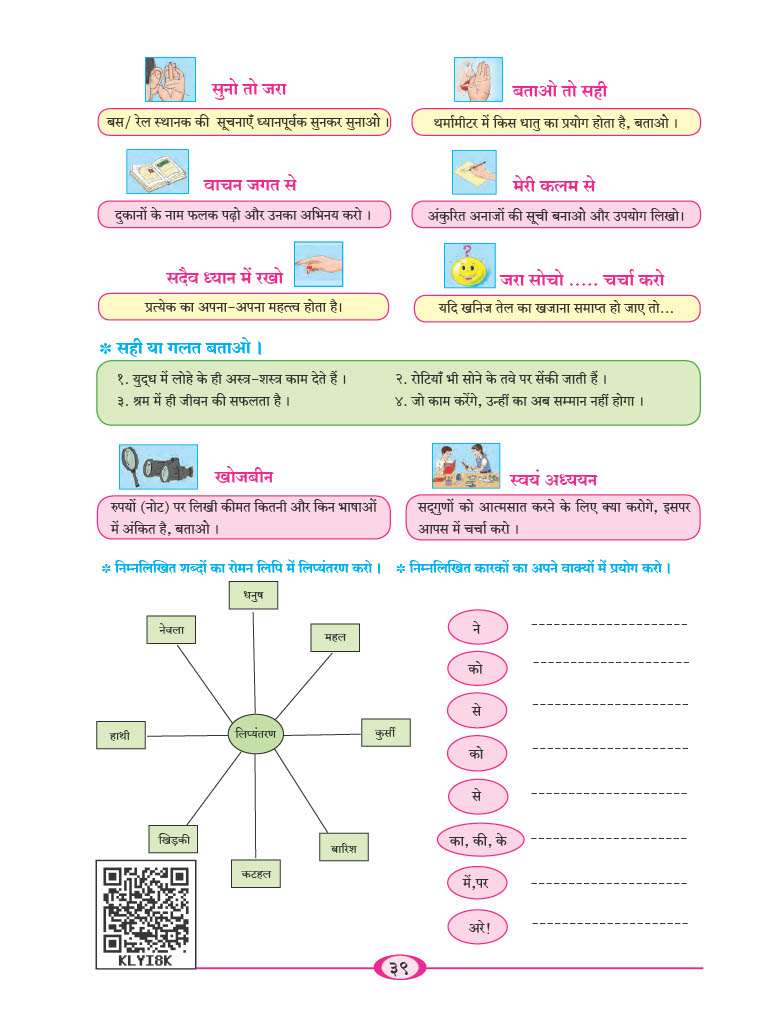 सुनो तो जरा
बस/ रेल स्थानक की सूचनाएँ ध्यानपूर्वक सुनकर सुनाओ ।
बताओ तो सही
थर्मामीटर में किस धातु का प्रयोग होता है, बताओ ।
वाचन जगत से
दुकानों के नाम फलक पढ़ो और उनका अभिनय करो ।
मेरी कलम से
अंकुरित अनाजों की सूची बनाओ और उपयोग लिखो।
सदैव ध्यान में रखो
प्रत्येक का अपना-अपना महत्त्व होता है।
?
जरा सोचो ..... चर्चा करो
यदि खनिज तेल का खजाना समाप्त हो जाए तो...
* सही या गलत बताओ ।
१. युद्ध में लोहे के ही अस्त्र-शस्त्र काम देते हैं ।
२. रोटियाँ भी सोने के तवे पर सेंकी जाती हैं ।
३. श्रम में ही जीवन की सफलता है ।
४. जो काम करेंगे, उन्हीं का अब सम्मान नहीं होगा ।
खोजबीन
रुपयों (नोट) पर लिखी कीमत कितनी और किन भाषाओं
में अंकित है, बताओ ।
स्वयं अध्ययन
सद्गुणों को आत्मसात करने के लिए क्या करोगे, इसपर
आपस में चर्चा करो ।
* निम्नलिखित शब्दों का रोमन लिपि में लिप्यंतरण करो ।
धनुष
नेवला
महल
हाथी
लिप्यंतरण
कुर्सी
खिड़की
बारिश
कटहल
* निम्नलिखित कारकों का अपने वाक्यों में प्रयोग करो ।
ने
को
से
को
से
का, की, के
में,पर
अरे!
KLYI8K
३९